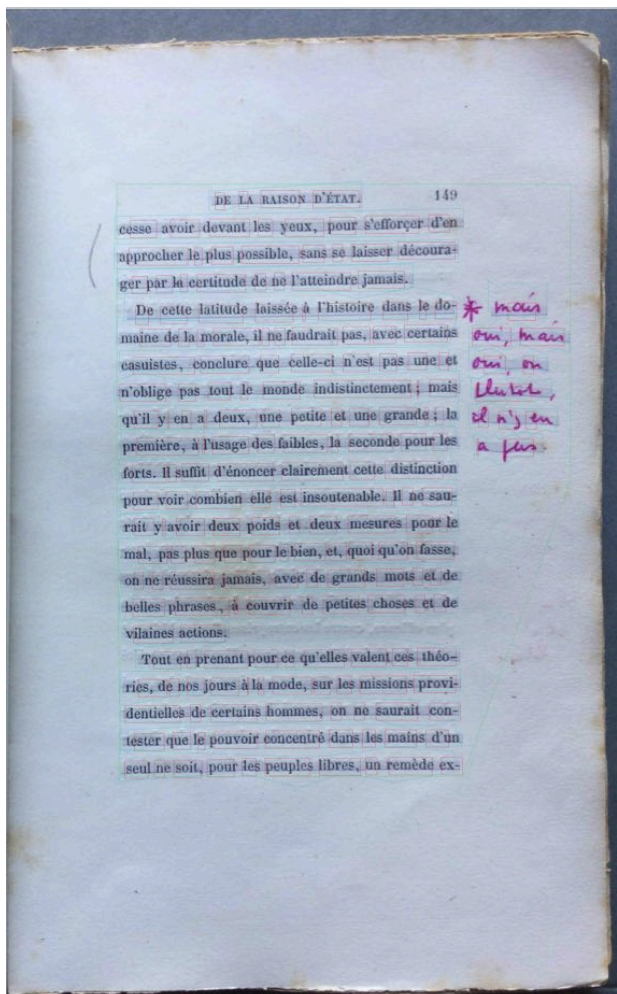 DE LA RAISON D'ÉTAT. 149
cesse avoir devant les yeux, pour s'efforçer d'en
approcher le plus possible, sans se laisser découra-
ger par la certitude de ne l'atteindre jamais.
De cette latitude laissée à l'histoire dans le do-
maine de la morale, il ne faudrait pas, avec certains
casuistes, conclure que celle-ci n'est pas une et
n'oblige pas tout le monde indistinctement ; mais
qu'il y en a deux, une petite et une grande ; la
première, à l'usage des faibles, la seconde pour les
forts. Il suffit d'énoncer clairement cette distinction
pour voir combien elle est insoutenable. Il ne sau-
rait y avoir deux poids et deux mesures pour le
mal, pas plus que pour le bien, et, quoi qu'on fasse,
on ne réussira jamais, avec de grands mots et de
belles phrases, à couvrir de petites choses et de
vilaines actions.
Tout en prenant pour ce qu'elles valent ces théo-
ries, de nos jours à la mode, sur les missions provi-
dentielles de certains hommes, on ne saurait con-
tester que le pouvoir concentré dans les mains d'un
seul ne soit, pour les peuples libres, un remède ex-
* mais
oui, mais
oui, ou
plutot,
il n'y en
a pas.